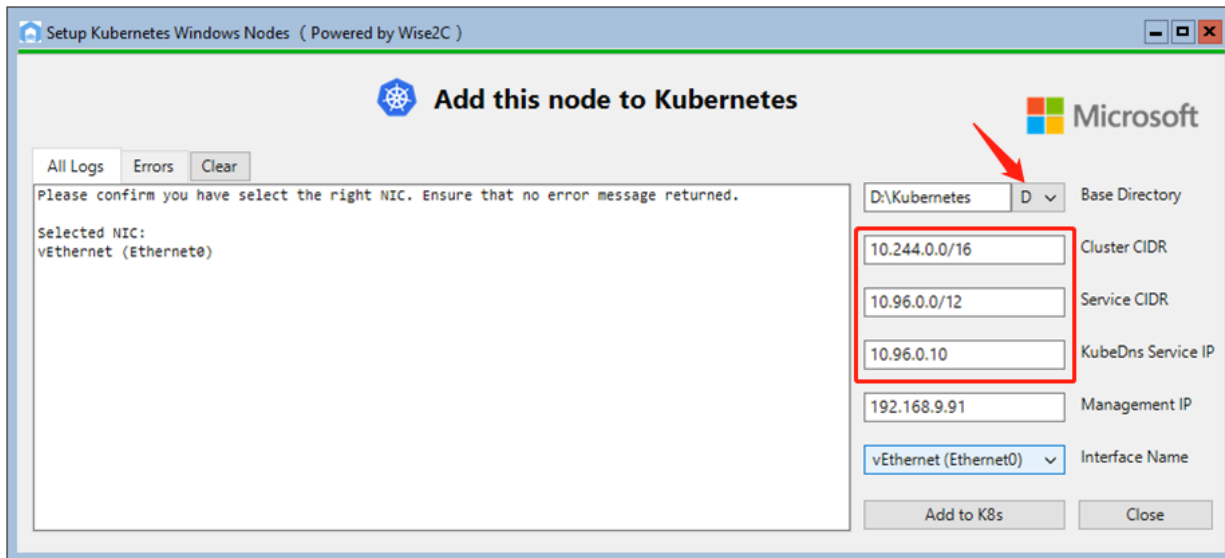 Setup Kubernetes Windows Nodes ( Powered by Wise2C )
Add this node to Kubernetes
Microsoft
All Logs Errors Clear
Please confirm you have select the right NIC. Ensure that no error message returned.
Selected NIC:
vEthernet (Ethernet0)
D:\Kubernetes D Base Directory
10.244.0.0/16 Cluster CIDR
10.96.0.0/12 Service CIDR
10.96.0.10 KubeDns Service IP
192.168.9.91 Management IP
vEthernet (Ethernet0) Interface Name
Add to K8s Close